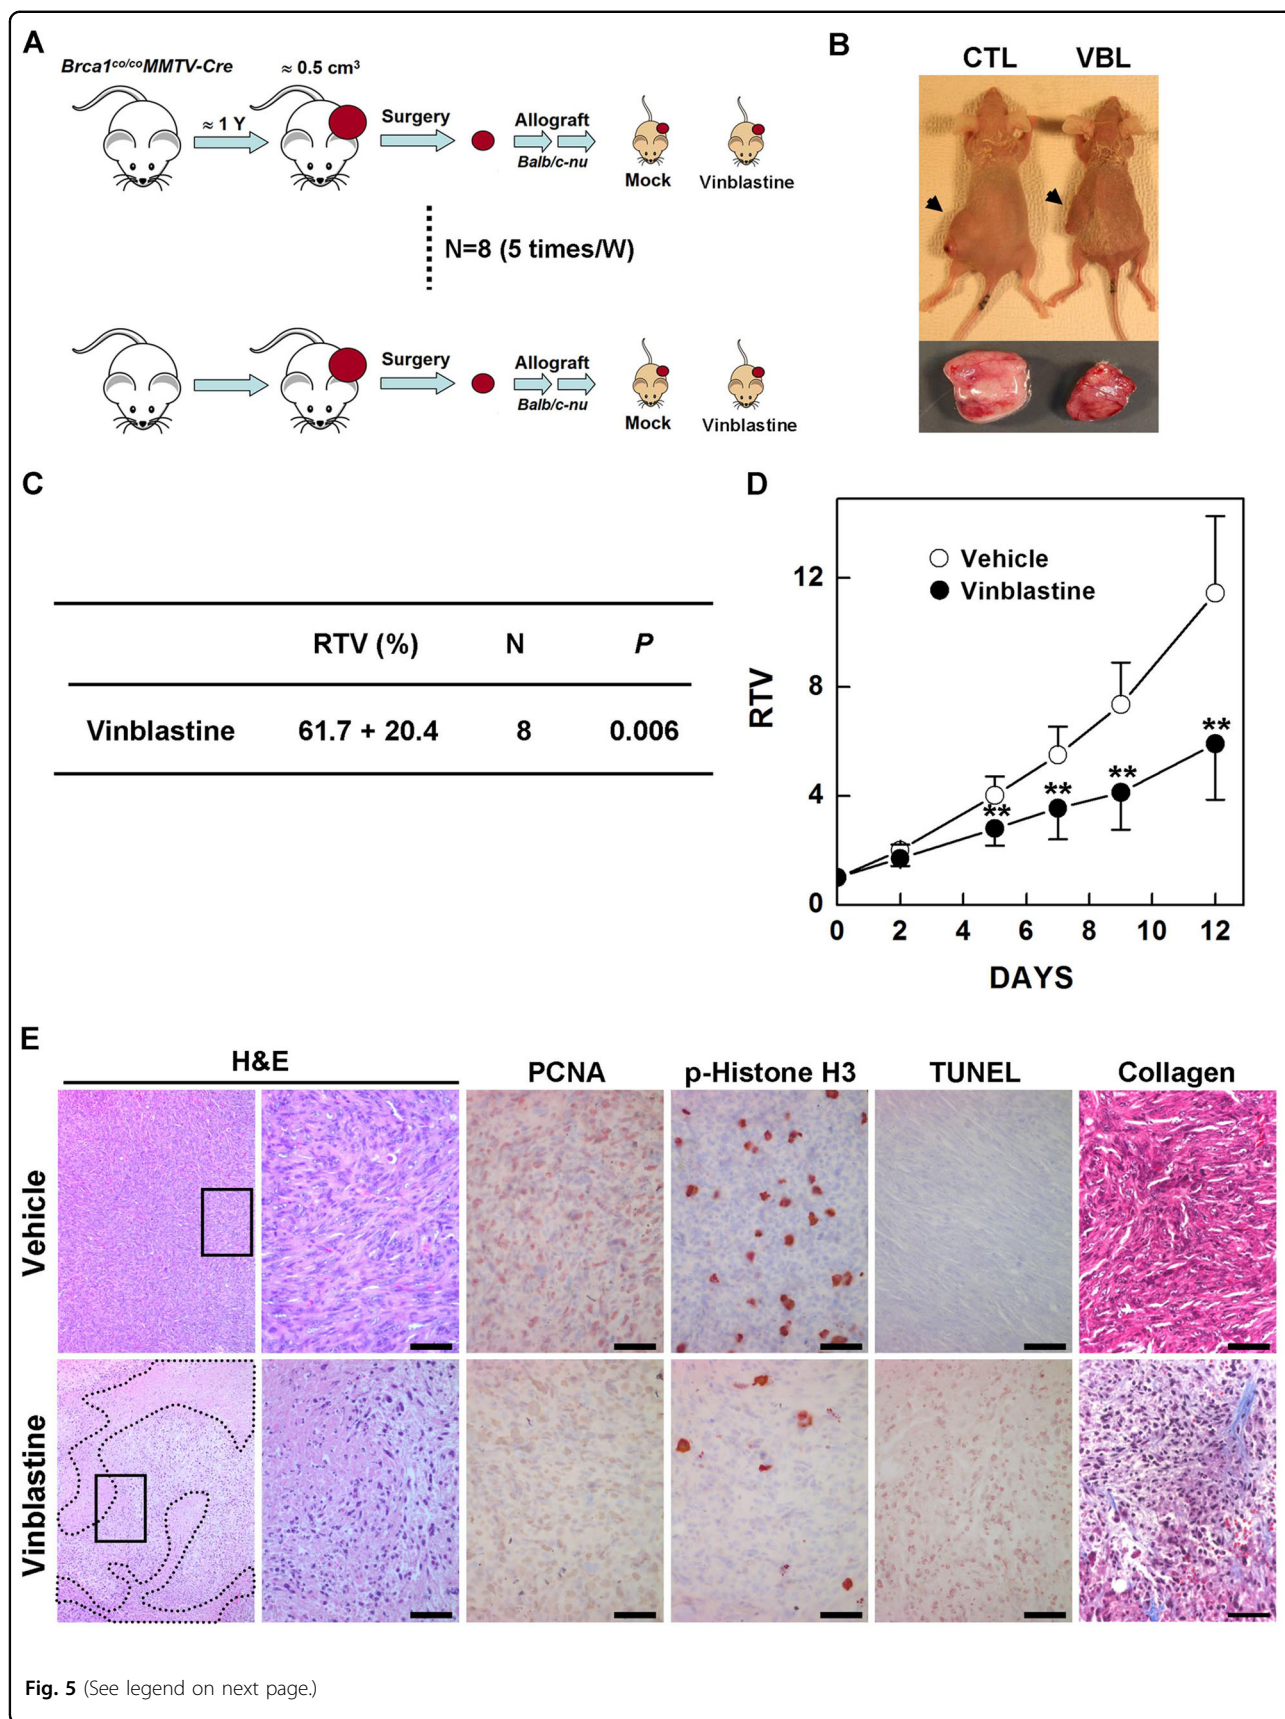 A
Brca1co/coMMTV-Cre
≈ 0.5 cm³
≈ 1 Y
Surgery
Allograft
Balb/c-nu
Mock
Vinblastine
N=8 (5 times/W)
Surgery
Allograft
Balb/c-nu
Mock
Vinblastine
B
CTL VBL
C
RTV (%) N P
Vinblastine 61.7 + 20.4 8 0.006
D
Vehicle
Vinblastine
12
8
4
0
RTV
** ** ** **
0 2 4 6 8 10 12
DAYS
E
H&E PCNA p-Histone H3 TUNEL Collagen
Vehicle
Vinblastine
Fig. 5 (See legend on next page.)